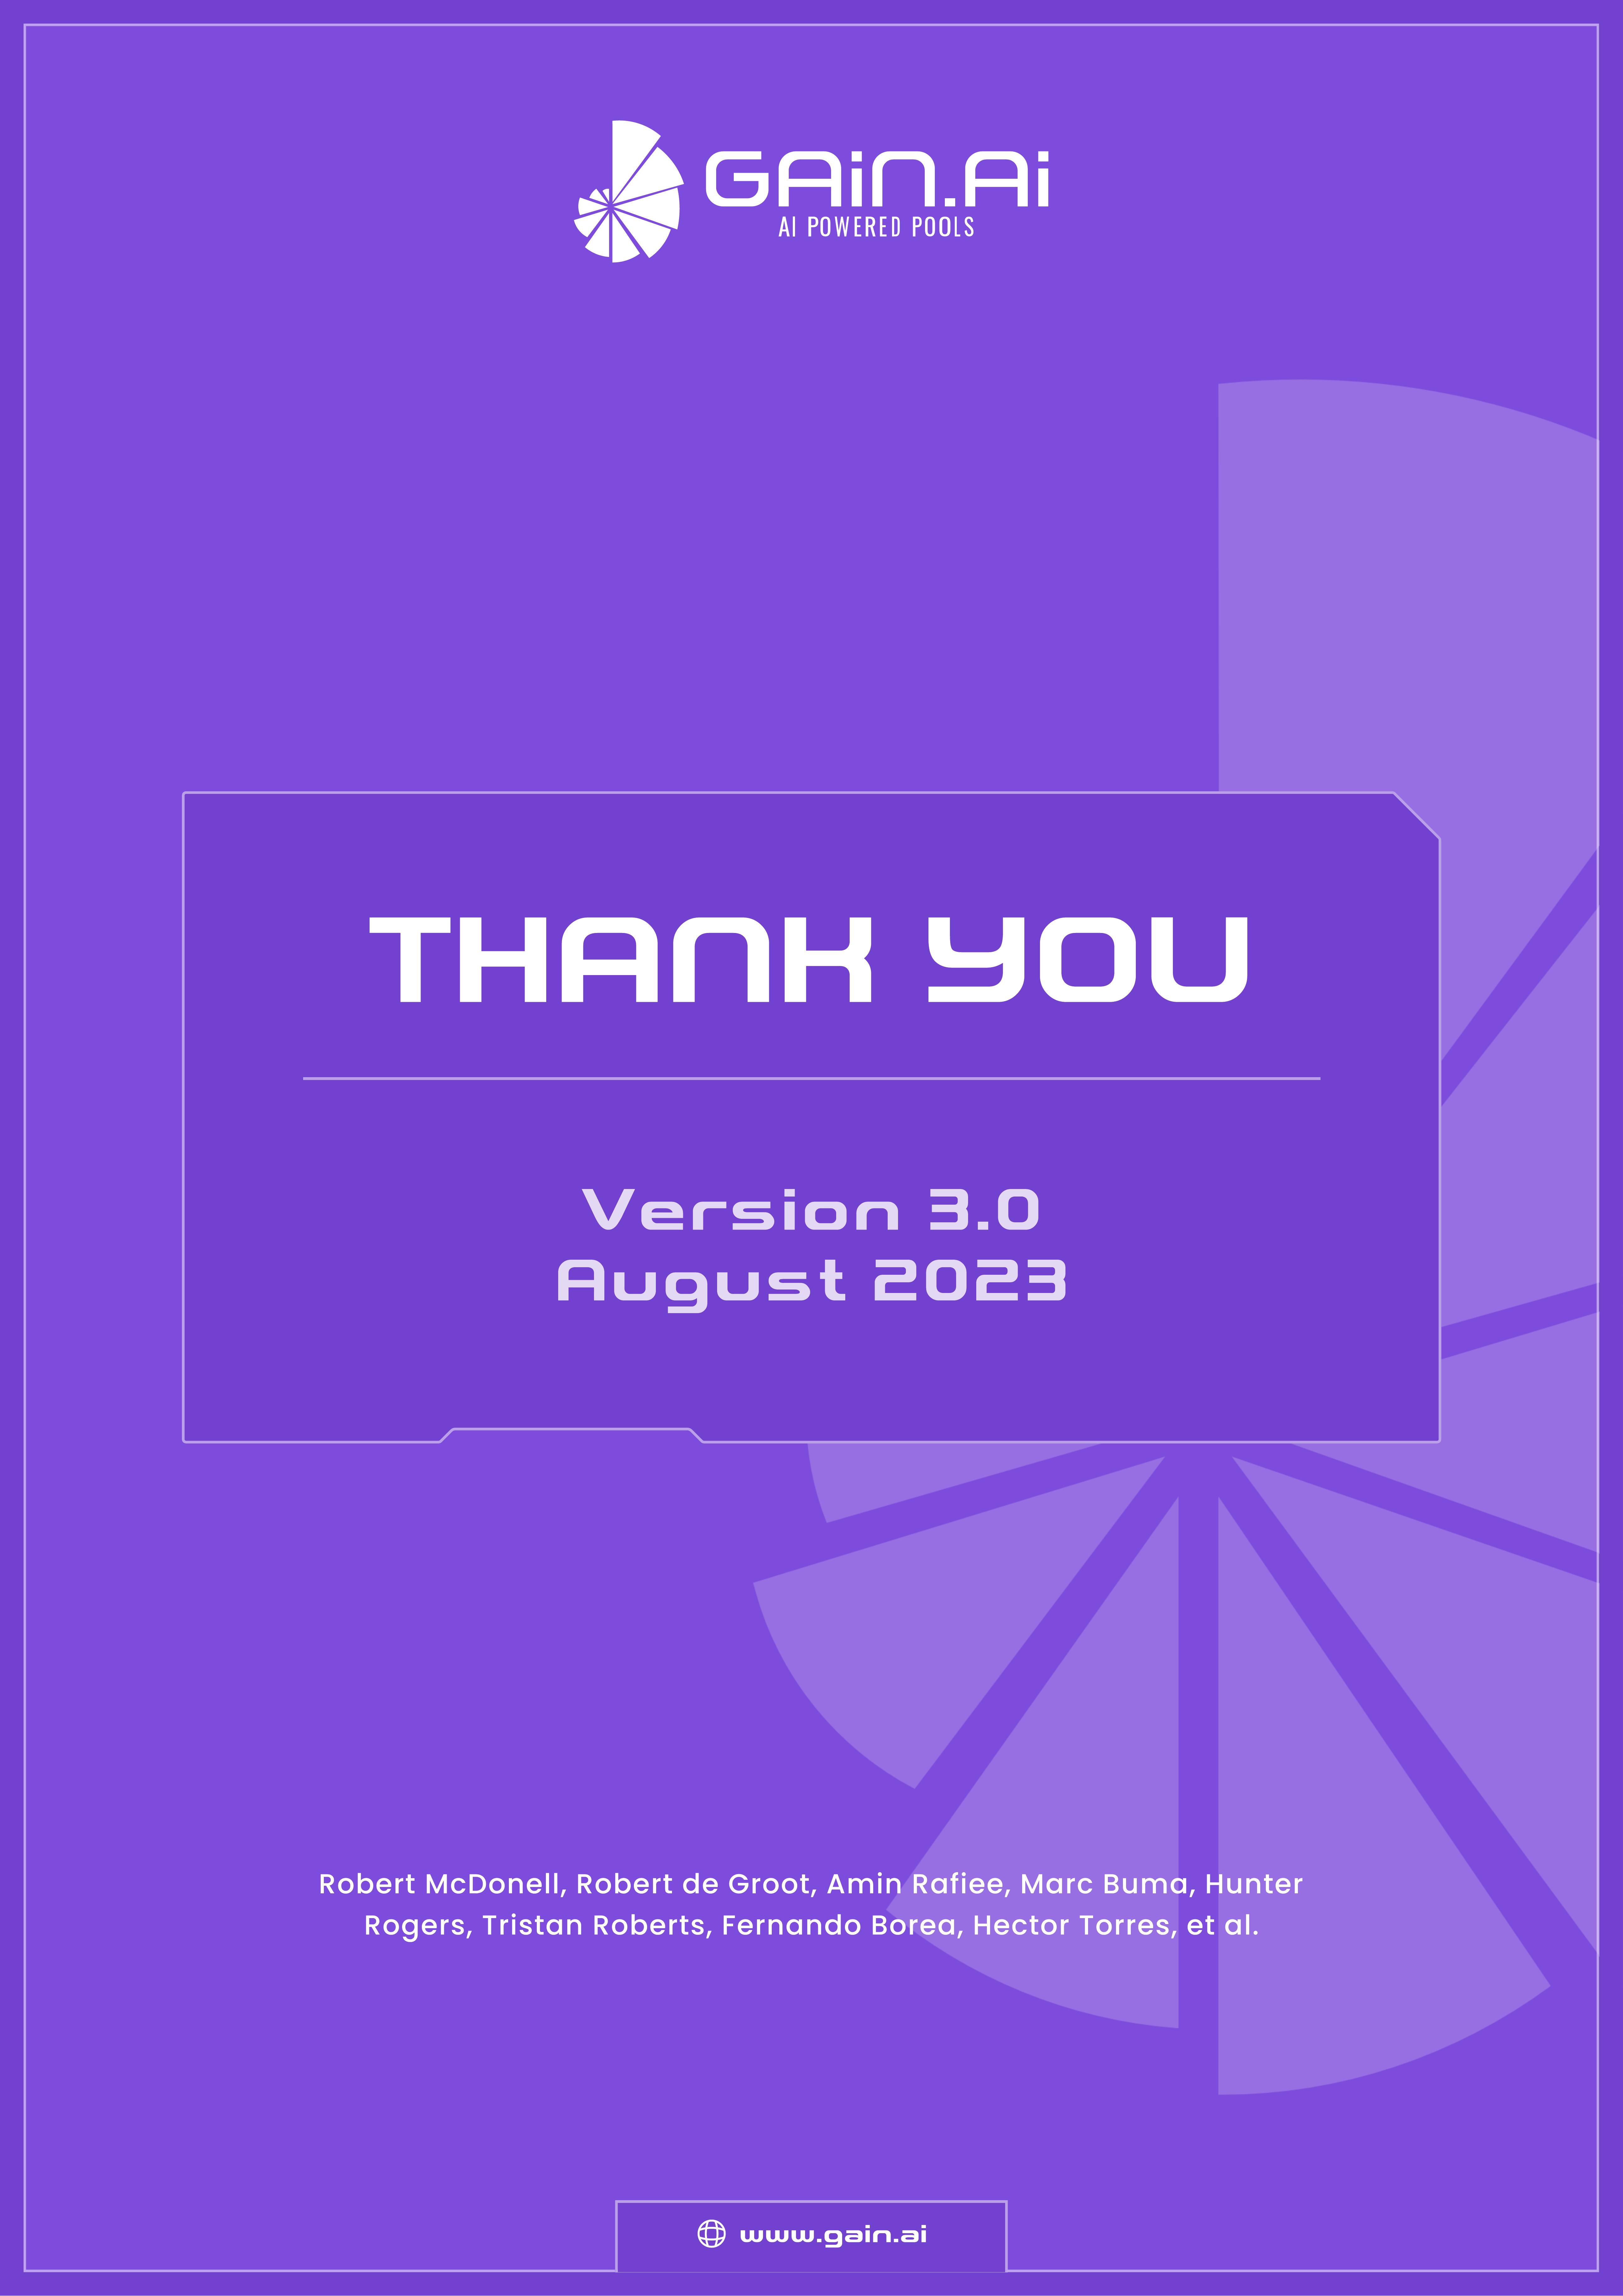 GAiN.Ai
AI POWERED POOLS
THANK YOU
Version 3.0
August 2023
Robert McDonell, Robert de Groot, Amin Rafiee, Marc Buma, Hunter
Rogers, Tristan Roberts, Fernando Borea, Hector Torres, et al.
www.gain.ai